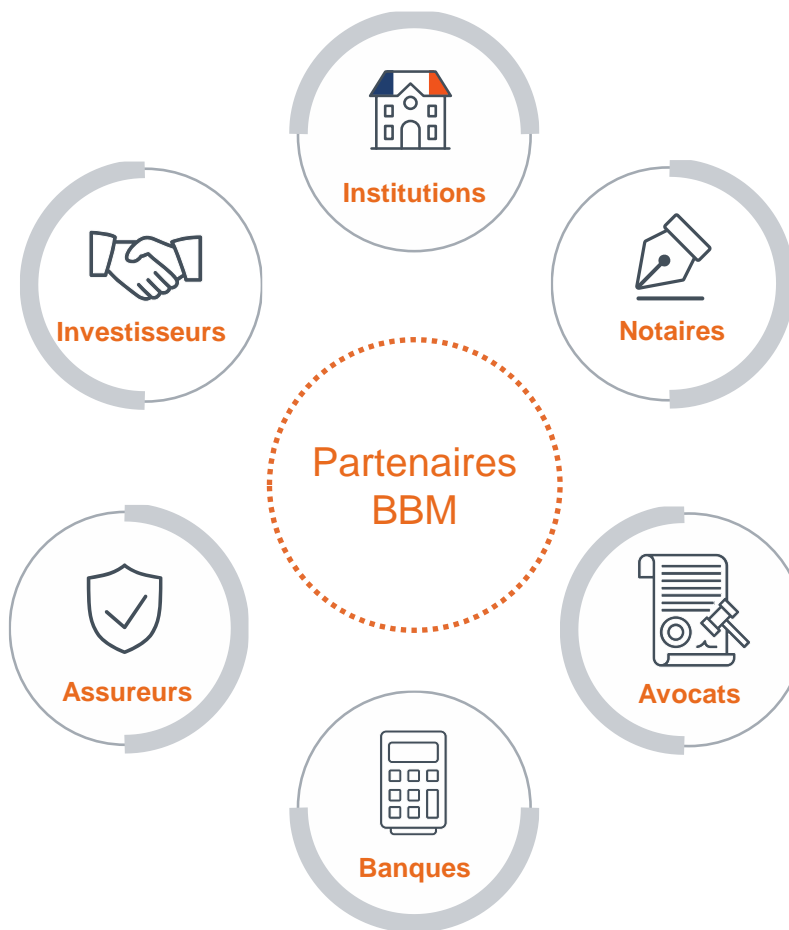 Institutions
Investisseurs
Notaires
Partenaires
BBM
Assureurs
Avocats
Banques